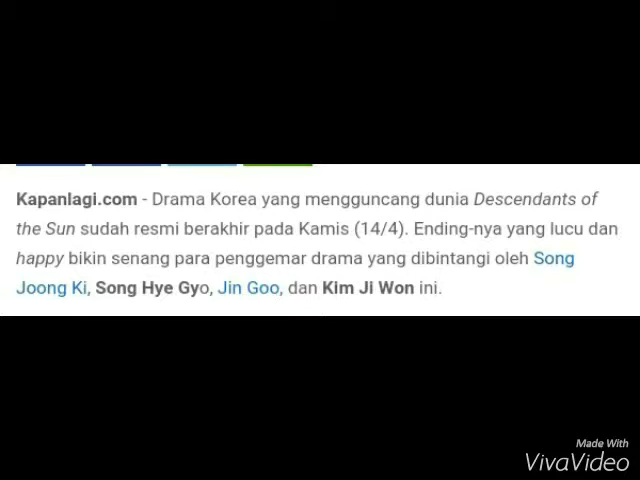 Kapanlagi.com - Drama Korea yang mengguncang dunia Descendants of
the Sun sudah resmi berakhir pada Kamis (14/4). Ending-nya yang lucu dan
happy bikin senang para penggemar drama yang dibintangi oleh Song
Joong Ki, Song Hye Gyo, Jin Goo, dan Kim Ji Won ini.
Made With
VivaVideo